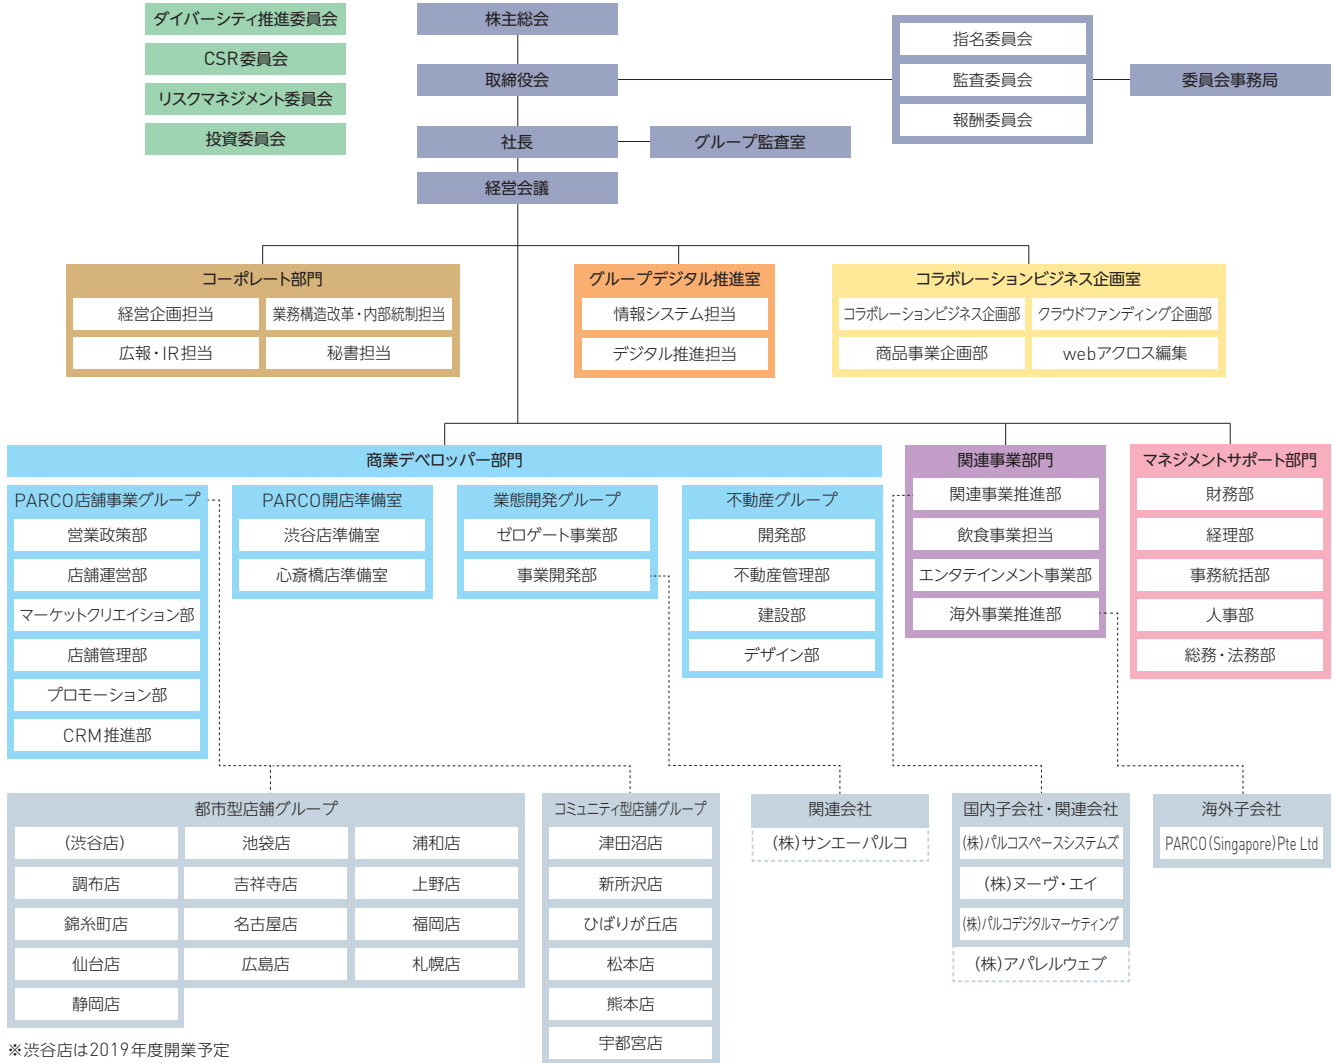 ダイバーシティ推進委員会
CSR委員会
リスクマネジメント委員会
投資委員会
株主総会
取締役会
社長
経営会議
グループ監査室
指名委員会
監査委員会
報酬委員会
委員会事務局
コーポレート部門
経営企画担当
業務構造改革・内部統制担当
広報・IR担当
秘書担当
グループデジタル推進室
情報システム担当
デジタル推進担当
コラボレーションビジネス企画室
コラボレーションビジネス企画部
クラウドファンディング企画部
商品事業企画部
webアクロス編集
商業デベロッパー部門
PARCO店舗事業グループ
営業政策部
店舗運営部
マーケットクリエイション部
店舗管理部
プロモーション部
CRM推進部
PARCO開店準備室
渋谷店準備室
心斎橋店準備室
業態開発グループ
ゼロゲート事業部
事業開発部
不動産グループ
開発部
不動産管理部
建設部
デザイン部
関連事業部門
関連事業推進部
飲食事業担当
エンタテインメント事業部
海外事業推進部
マネジメントサポート部門
財務部
経理部
事務統括部
人事部
総務・法務部
都市型店舗グループ
(渋谷店)
池袋店
浦和店
調布店
吉祥寺店
上野店
錦糸町店
名古屋店
福岡店
仙台店
広島店
札幌店
静岡店
コミュニティ型店舗グループ
津田沼店
新所沢店
ひばりが丘店
松本店
熊本店
宇都宮店
関連会社
(株)サンエーパルコ
国内子会社・関連会社
(株)パルコスペースシステムズ
(株)ヌーヴ・エイ
(株)パルコデジタルマーケティング
(株)アパレルウェブ
海外子会社
PARCO(Singapore)Pte Ltd
※渋谷店は2019年度開業予定